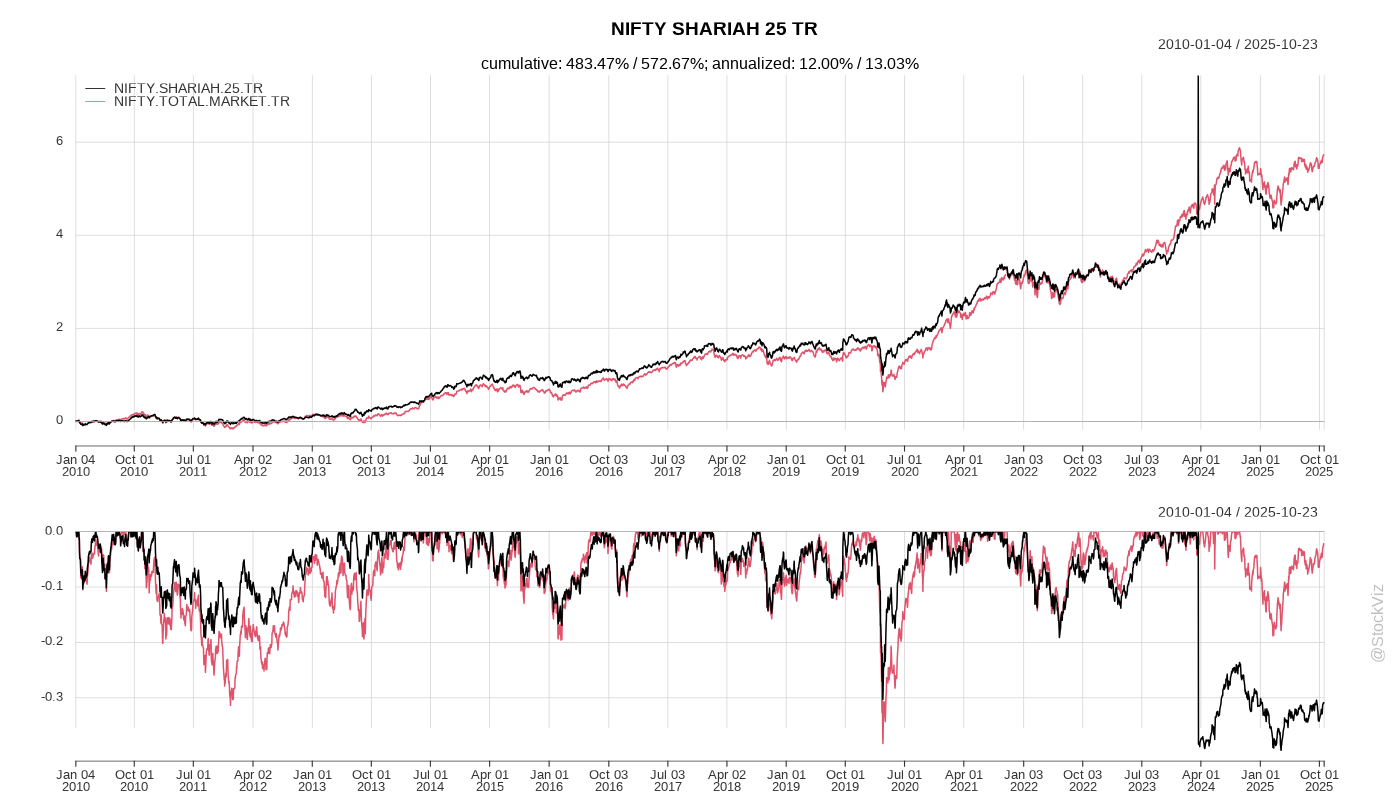 NIFTY SHARIAH 25 TR
2010-01-04 / 2025-10-23
cumulative: 483.47% / 572.67%; annualized: 12.00% / 13.03%
NIFTY.SHARIAH.25.TR
NIFTY.TOTAL.MARKET.TR
6
4
2
0
Jan 04 Oct 01 Jul 01 Apr 02 Jan 01 Oct 01 Jul 01 Apr 01 Jan 01 Oct 03 Jul 03 Apr 02 Jan 01 Oct 01 Jul 01 Apr 01 Jan 03 Oct 03 Jul 03 Apr 01 Jan 01 Oct 01
2010 2010 2011 2012 2013 2013 2014 2015 2016 2016 2017 2018 2019 2019 2020 2021 2022 2022 2023 2024 2025 2025
2010-01-04 / 2025-10-23
0.0
-0.1
-0.2
-0.3
Jan 04 Oct 01 Jul 01 Apr 02 Jan 01 Oct 01 Jul 01 Apr 01 Jan 01 Oct 03 Jul 03 Apr 02 Jan 01 Oct 01 Jul 01 Apr 01 Jan 03 Oct 03 Jul 03 Apr 01 Jan 01 Oct 01
2010 2010 2011 2012 2013 2013 2014 2015 2016 2016 2017 2018 2019 2019 2020 2021 2022 2022 2023 2024 2025 2025
@StockViz